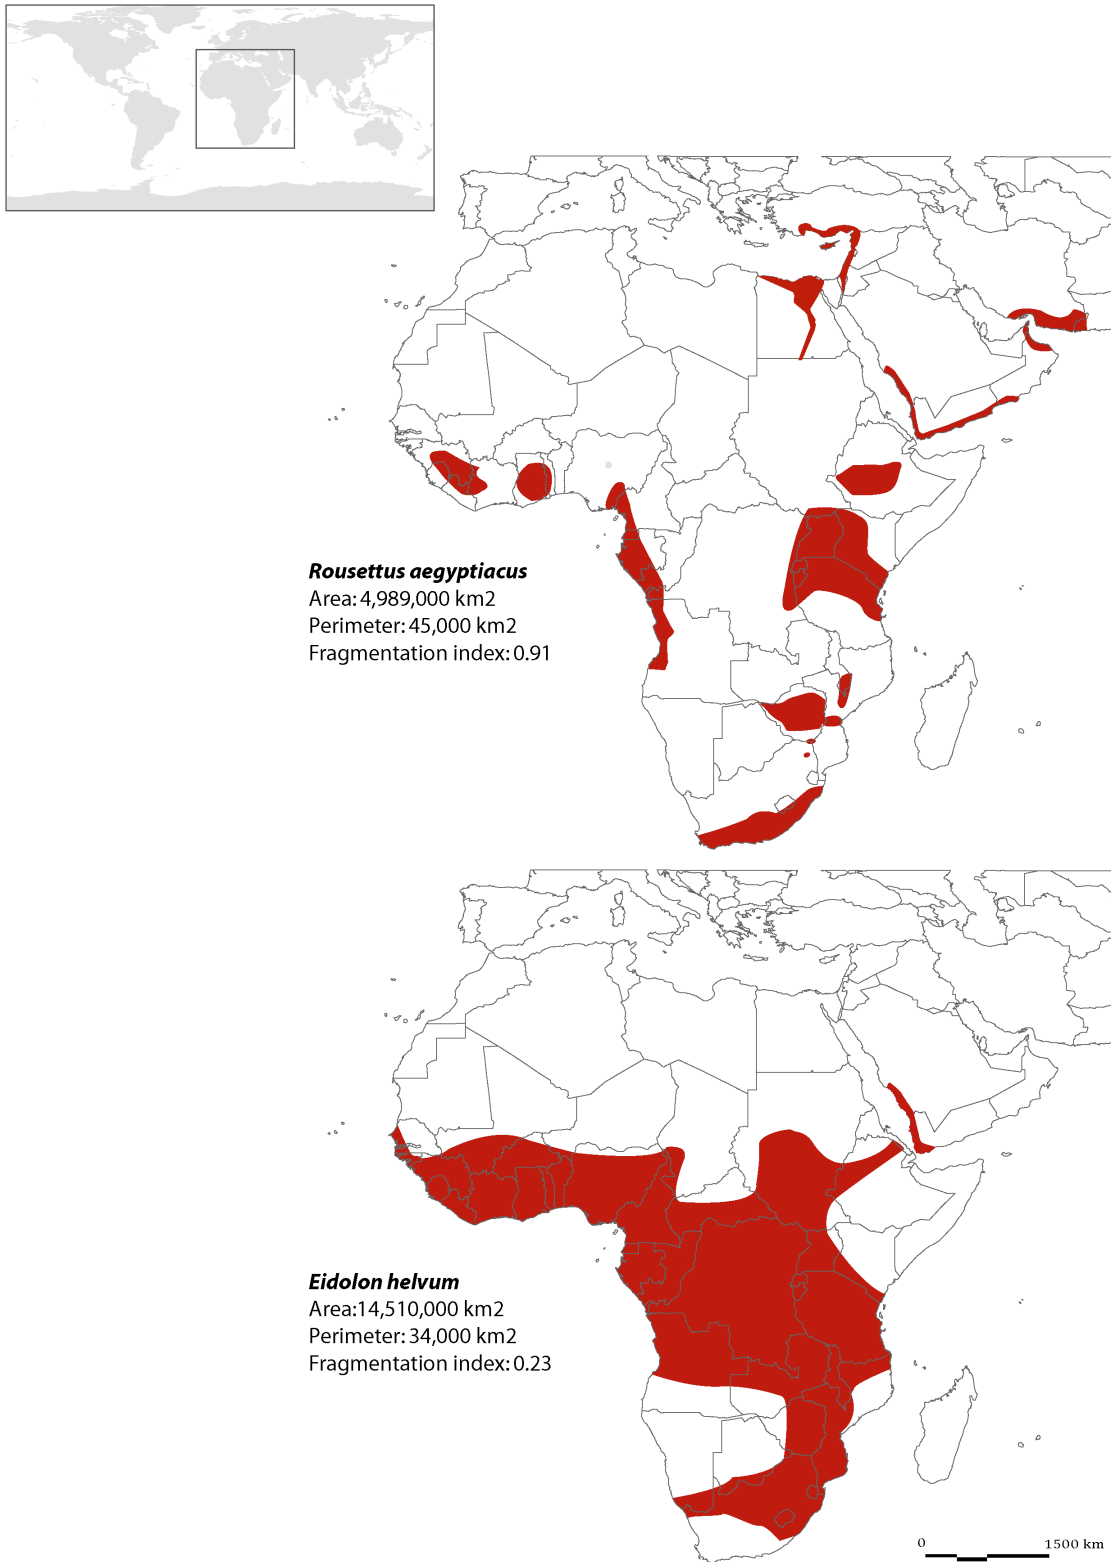 Rousettus aegyptiacus
Area: 4,989,000 km2
Perimeter: 45,000 km2
Fragmentation index: 0.91
Eidolon helvum
Area:14,510,000 km2
Perimeter: 34,000 km2
Fragmentation index: 0.23
0 1500 km